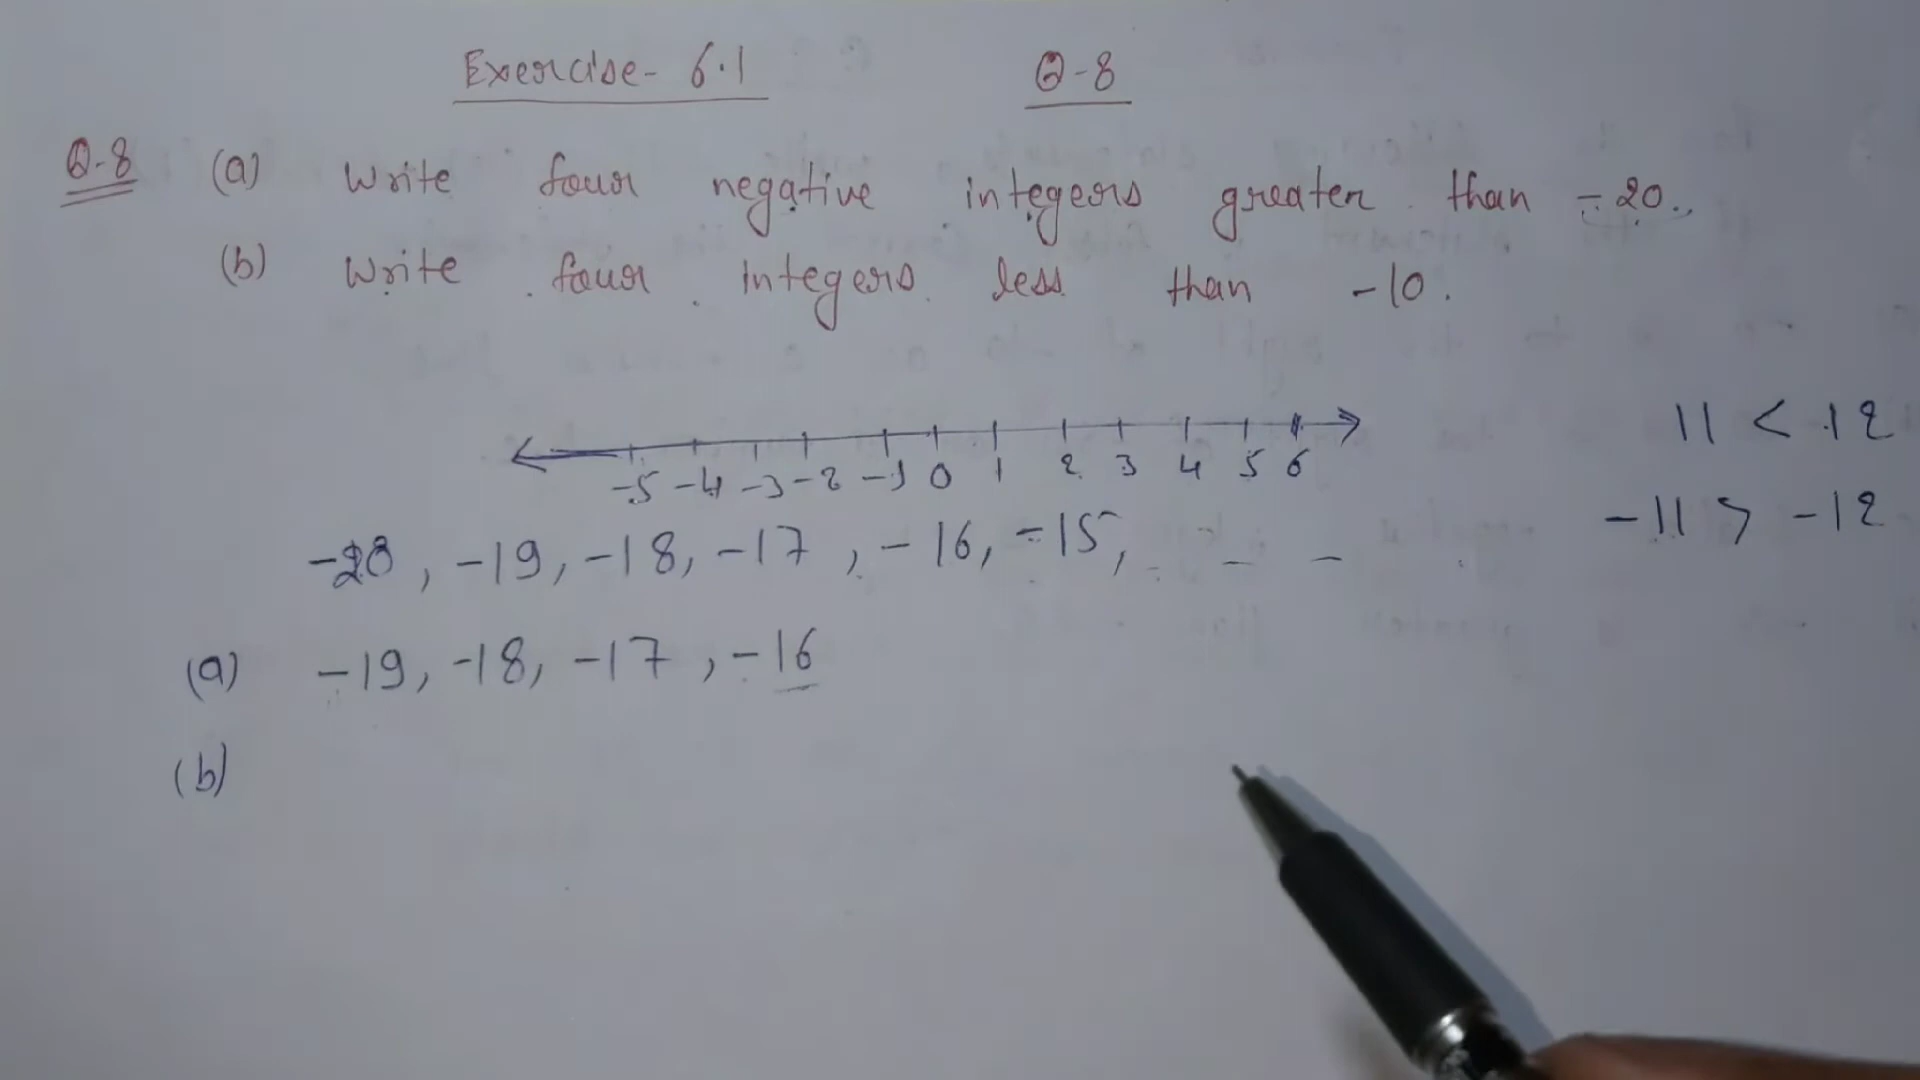 Exercise- 6.1 Q-8
Q-8 (a) Write four negative integers greater than -20.
(b) Write four integers less than -10.
11 < 12
-5 -4 -3 -2 -1 0 1 2 3 4 5 6
-11 > -12
-20, -19, -18, -17, -16, -15, - -
(a) -19, -18, -17, -16
(b)